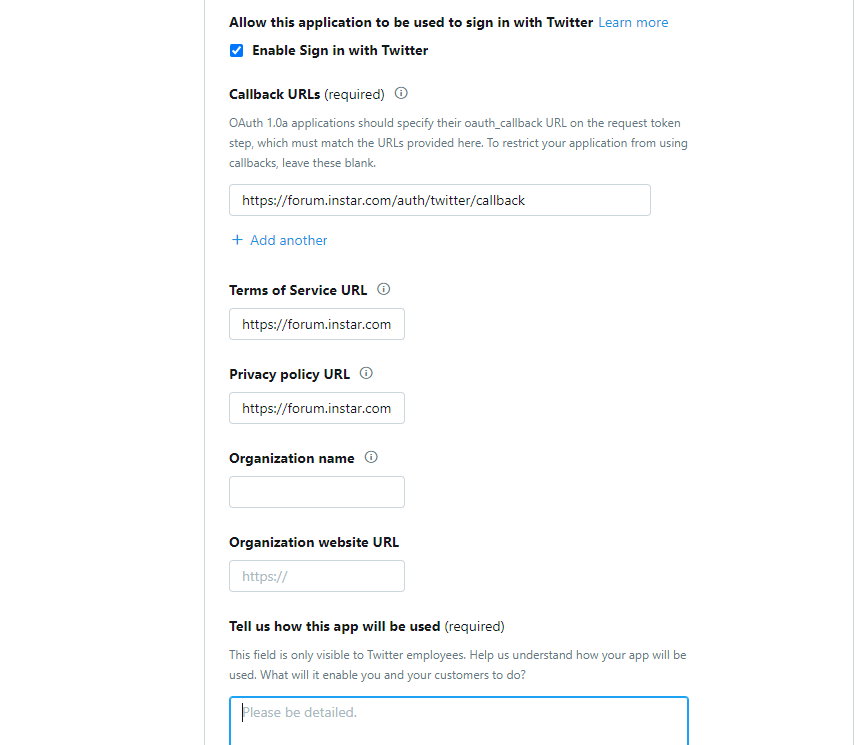 Allow this application to be used to sign in with Twitter Learn more
Enable Sign in with Twitter
Callback URLs (required)
OAuth 1.0a applications should specify their oauth_callback URL on the request token
step, which must match the URLs provided here. To restrict your application from using
callbacks, leave these blank.
https://forum.instar.com/auth/twitter/callback
+ Add another
Terms of Service URL
https://forum.instar.com
Privacy policy URL
https://forum.instar.com
Organization name
Organization website URL
https://
Tell us how this app will be used (required)
This field is only visible to Twitter employees. Help us understand how your app will be
used. What will it enable you and your customers to do?
Please be detailed.